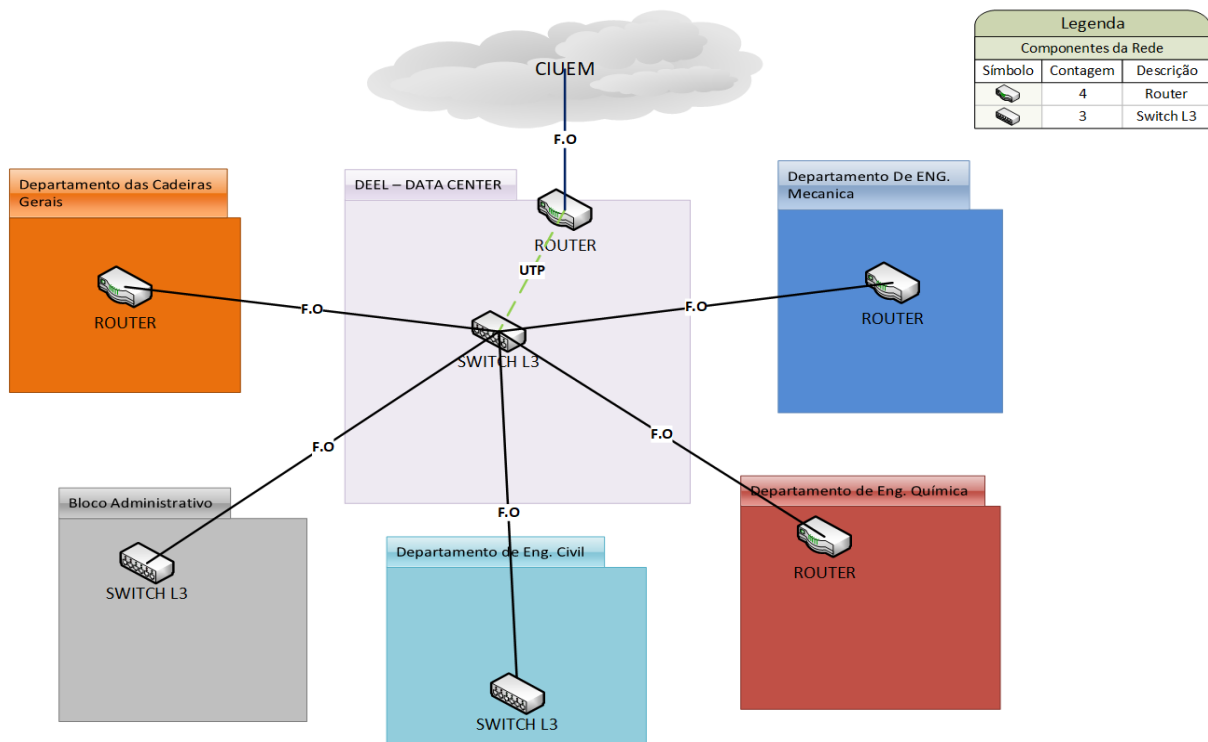 Legenda
Componentes da Rede
Símbolo Contagem Descrição
4 Router
3 Switch L3
CIUEM
F.O
Departamento das Cadeiras
Gerais
ROUTER
F.O
DEEL – DATA CENTER
ROUTER
UTP
SWITCH L3
Departamento De ENG.
Mecanica
ROUTER
F.O
Bloco Administrativo
SWITCH L3
F.O
Departamento de Eng. Civil
F.O
SWITCH L3
Departamento de Eng. Química
F.O
ROUTER